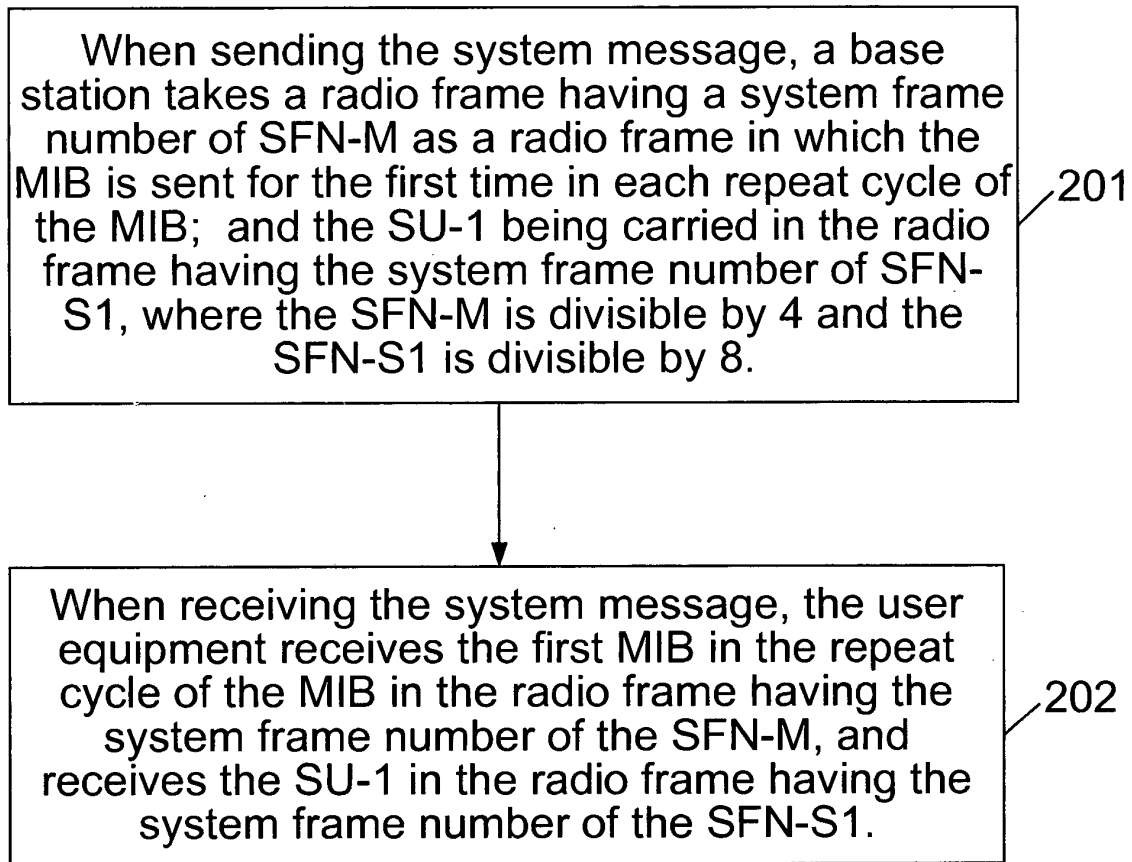 When sending the system message, a base
station takes a radio frame having a system frame
number of SFN-M as a radio frame in which the
MIB is sent for the first time in each repeat cycle of
the MIB; and the SU-1 being carried in the radio
frame having the system frame number of SFN-
S1, where the SFN-M is divisible by 4 and the
SFN-S1 is divisible by 8.
201
When receiving the system message, the user
equipment receives the first MIB in the repeat
cycle of the MIB in the radio frame having the
system frame number of the SFN-M, and
receives the SU-1 in the radio frame having the
system frame number of the SFN-S1.
202